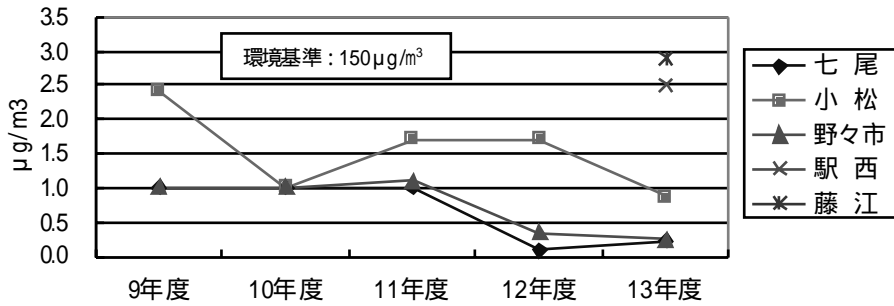 3.5
3.0
2.5
2.0
1.5
1.0
0.5
0.0
μg/m3
環境基準：150μg/m³
9年度 10年度 11年度 12年度 13年度
七 尾
小 松
野々市
駅 西
藤 江